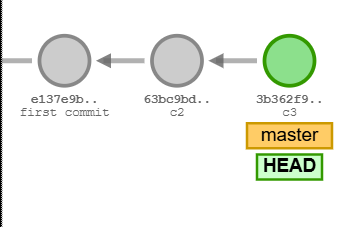 e137e9b.. 63bc9bd.. 3b362f9..
first commit c2 c3
master
HEAD